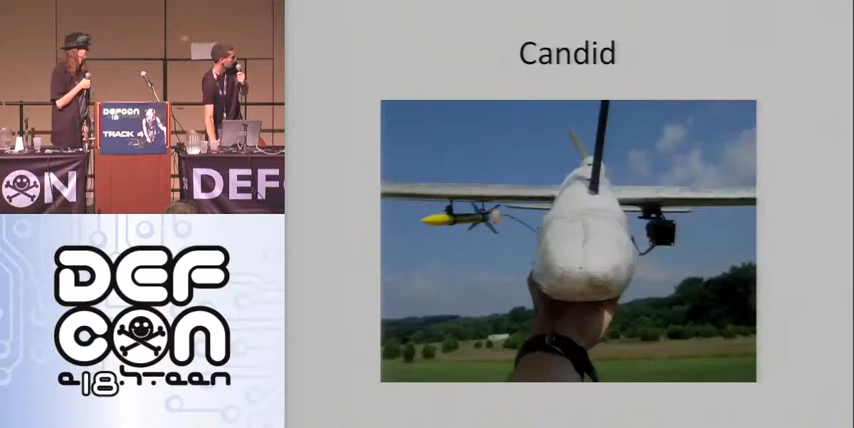 Candid
DEFCON
18
TRACK 4
ON
DEF
DEF
CON
e18hteen